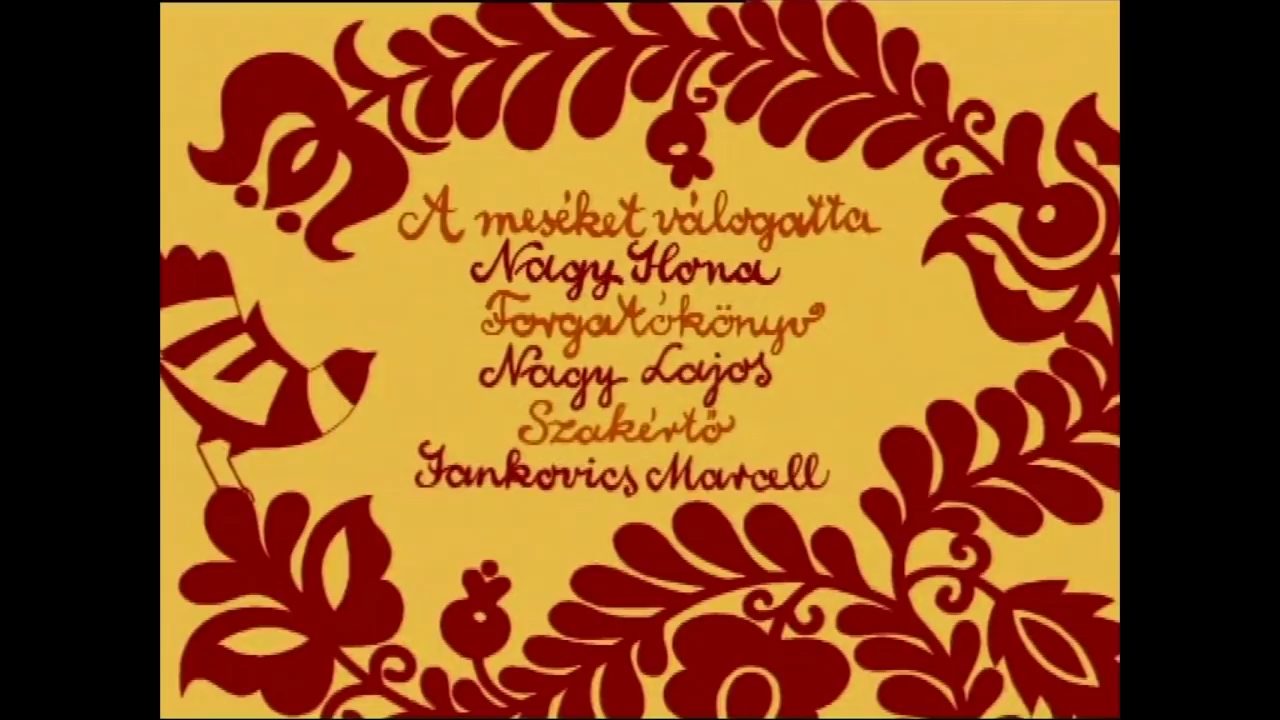 A meséket válogatta
Nagy Ilona
Forgatókönyv
Nagy Lajos
Szakértő
Jankovics Marcell